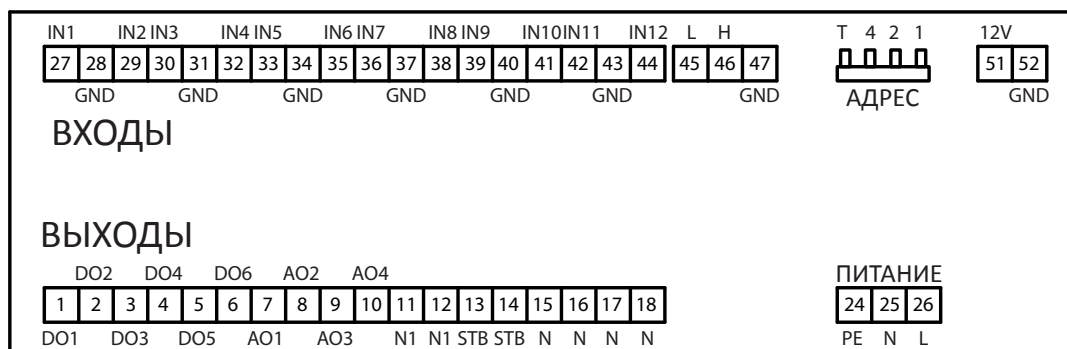 IN1 IN2 IN3 IN4 IN5 IN6 IN7 IN8 IN9 IN10 IN11 IN12 L H T 4 2 1 12V
27 28 29 30 31 32 33 34 35 36 37 38 39 40 41 42 43 44 45 46 47 51 52
GND GND GND GND GND GND GND АДРЕС GND
ВХОДЫ
ВЫХОДЫ
DO2 DO4 DO6 AO2 AO4 ПИТАНИЕ
1 2 3 4 5 6 7 8 9 10 11 12 13 14 15 16 17 18 24 25 26
DO1 DO3 DO5 AO1 AO3 N1 N1 STB STB N N N N PE N L